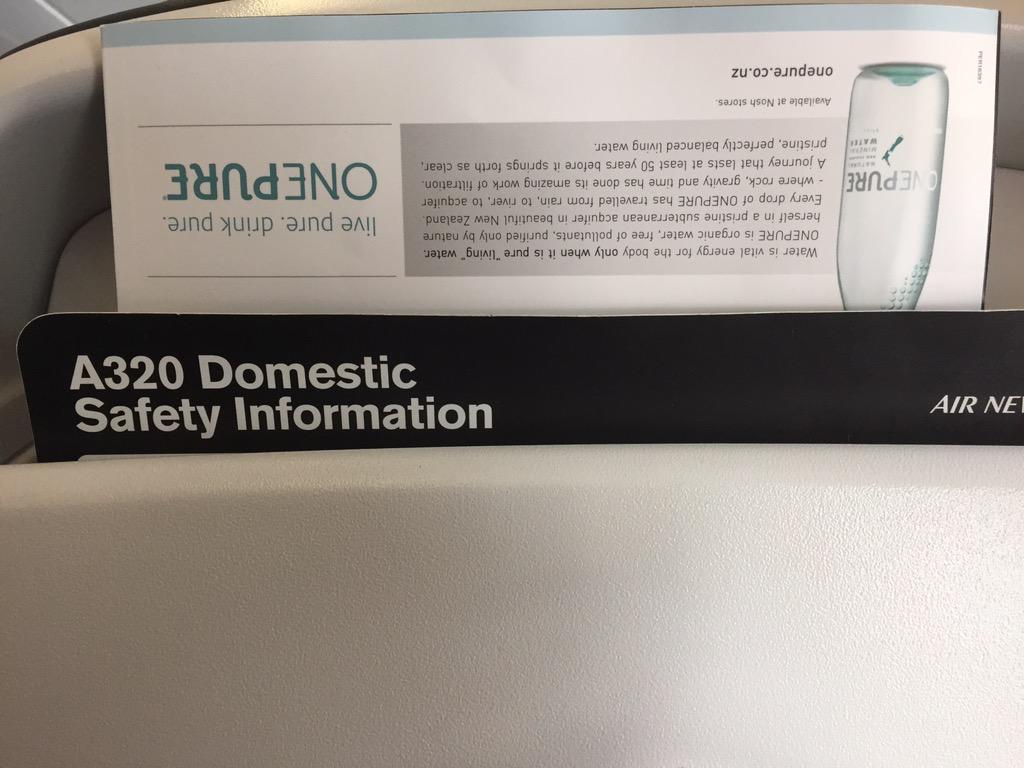 live pure. drink pure.
ONEPURE®
Water is vital energy for the body only when it is pure "living" water.
ONEPURE is organic water, free of pollutants, purified only by nature
herself in a pristine subterranean acquifer in beautiful New Zealand.
Every drop of ONEPURE has travelled from rain, to river, to acquifer
- where rock, gravity and time has done its amazing work of filtration.
A journey that lasts at least 50 years before it springs forth as clear,
pristine, perfectly balanced living water.
Available at Nosh stores.
onepure.co.nz
ONEPURE
NATURAL
MINERAL
WATER
A320 Domestic
Safety Information
AIR NE